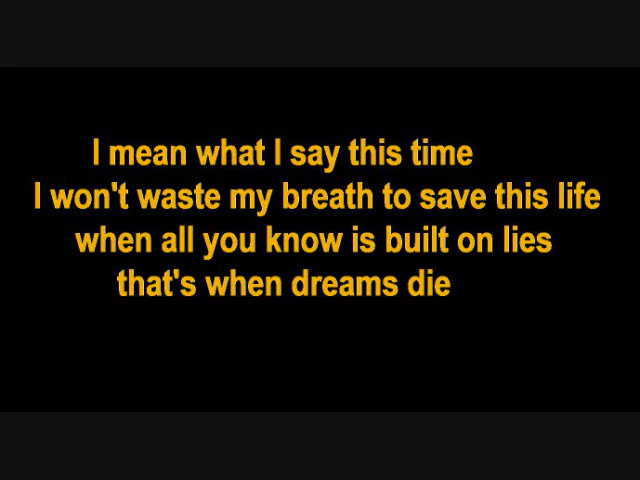 I mean what I say this time
I won't waste my breath to save this life
when all you know is built on lies
that's when dreams die